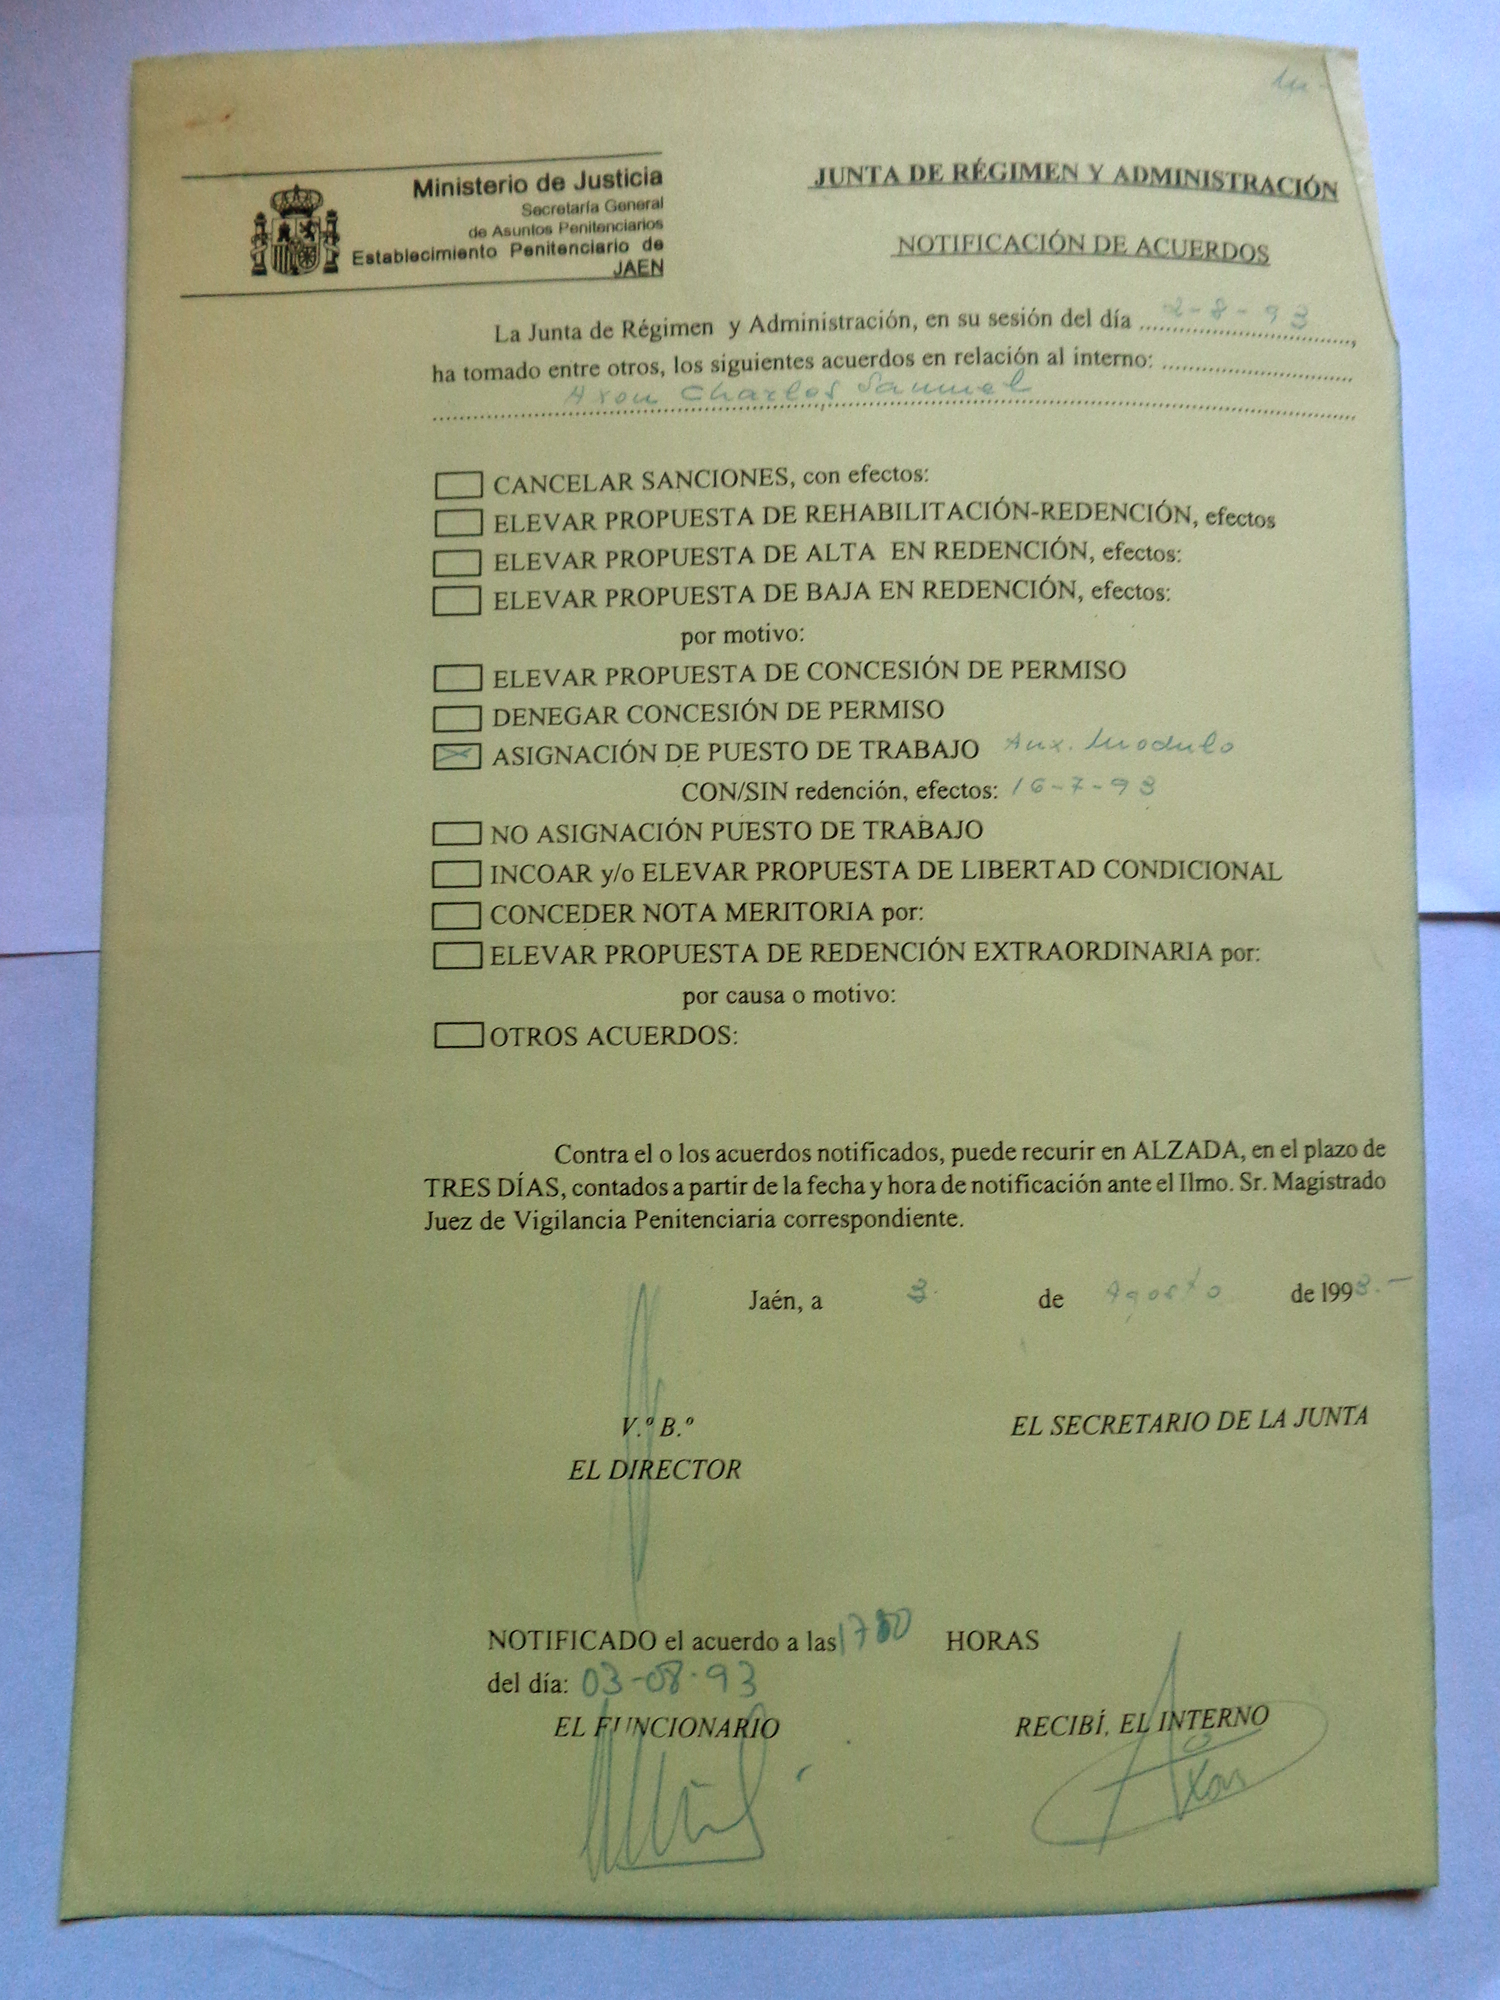 Ministerio de Justicia
Secretaría General
de Asuntos Penitenciarios
Establecimiento Penitenciario de
JAEN
JUNTA DE RÉGIMEN Y ADMINISTRACIÓN
NOTIFICACIÓN DE ACUERDOS
La Junta de Régimen y Administración, en su sesión del día 2-8-93,
ha tomado entre otros, los siguientes acuerdos en relación al interno:
Axon Charles Samuel
CANCELAR SANCIONES, con efectos:
ELEVAR PROPUESTA DE REHABILITACIÓN-REDENCIÓN, efectos
ELEVAR PROPUESTA DE ALTA EN REDENCIÓN, efectos:
ELEVAR PROPUESTA DE BAJA EN REDENCIÓN, efectos:
por motivo:
ELEVAR PROPUESTA DE CONCESIÓN DE PERMISO
DENEGAR CONCESIÓN DE PERMISO
ASIGNACIÓN DE PUESTO DE TRABAJO Aux. Modulo
CON/SIN redención, efectos: 16-7-93
NO ASIGNACIÓN PUESTO DE TRABAJO
INCOAR y/o ELEVAR PROPUESTA DE LIBERTAD CONDICIONAL
CONCEDER NOTA MERITORIA por:
ELEVAR PROPUESTA DE REDENCIÓN EXTRAORDINARIA por:
por causa o motivo:
OTROS ACUERDOS:
Contra el o los acuerdos notificados, puede recurir en ALZADA, en el plazo de
TRES DÍAS, contados a partir de la fecha y hora de notificación ante el Ilmo. Sr. Magistrado
Juez de Vigilancia Penitenciaria correspondiente.
Jaén, a 3 de Agosto de 1993.-
V.º B.º
EL DIRECTOR
EL SECRETARIO DE LA JUNTA
NOTIFICADO el acuerdo a las HORAS
del día: 03-08-93
EL FUNCIONARIO
RECIBÍ, EL INTERNO
Axon